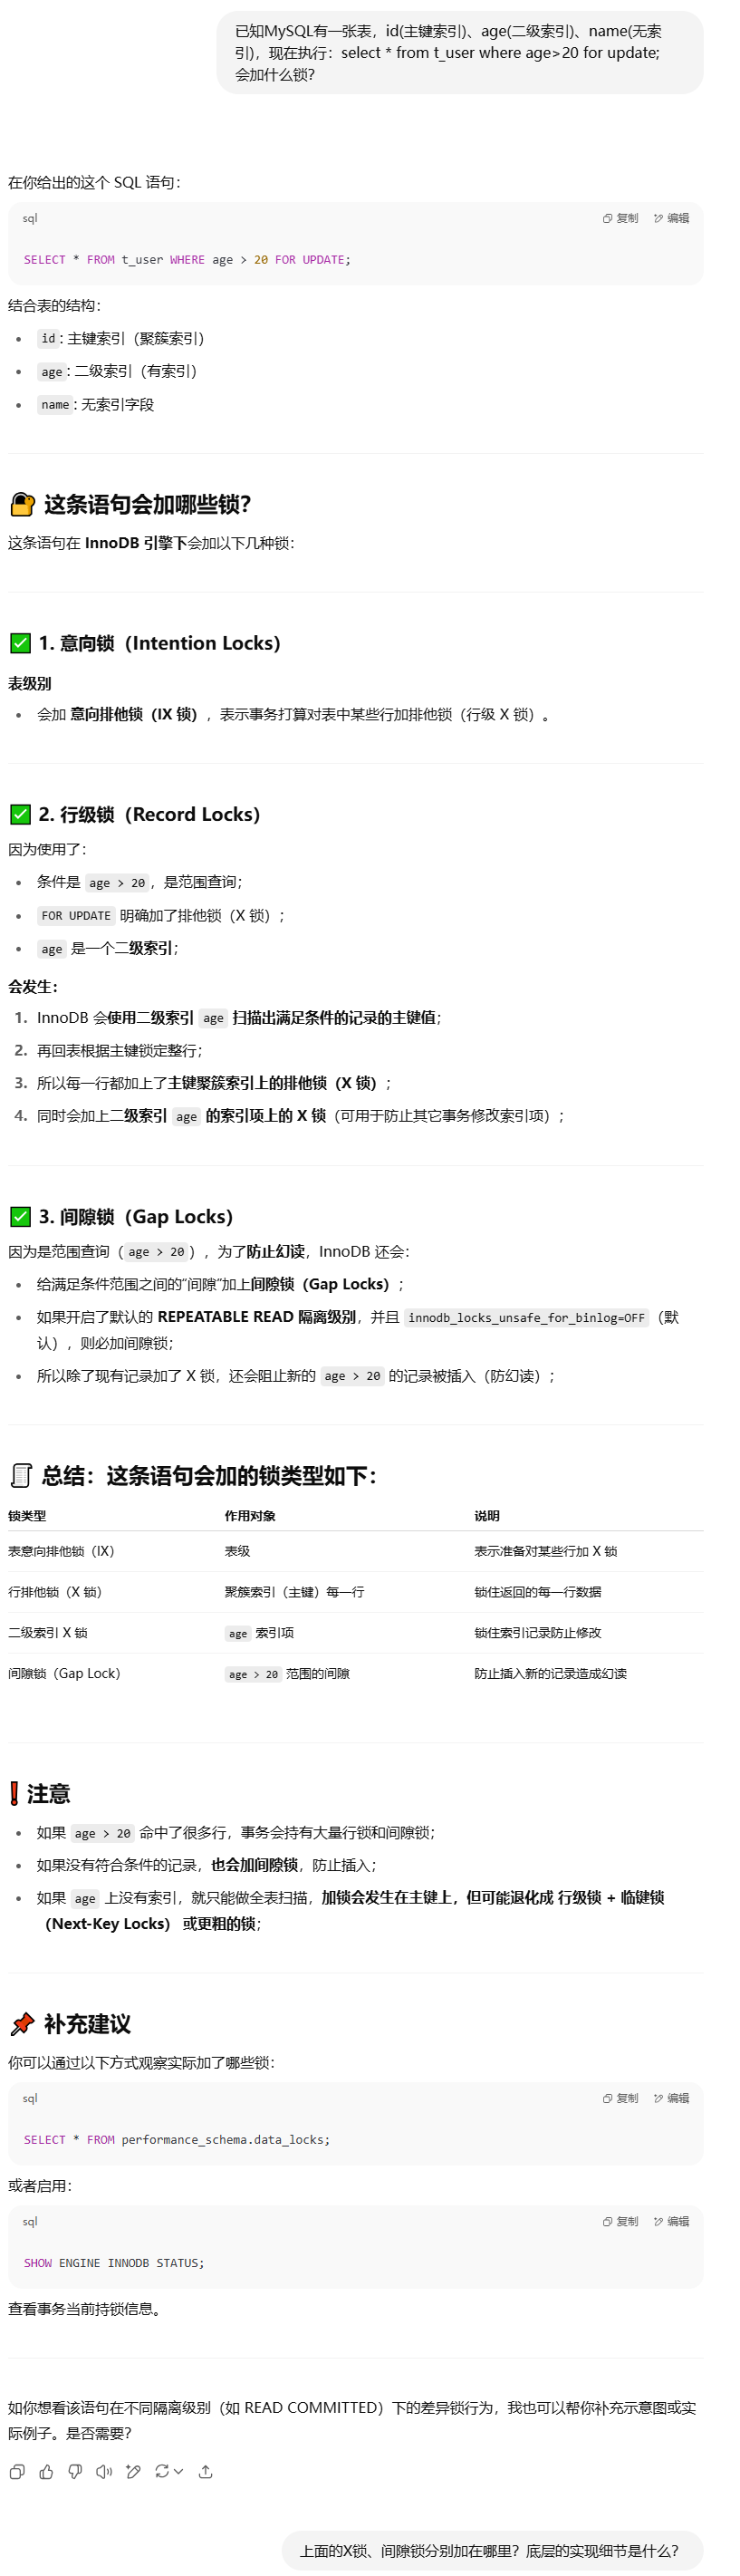 已知MySQL有一张表，id(主键索引)、age(二级索引)、name(无索
引)，现在执行：select * from t_user where age>20 for update;
会加什么锁？
在你给出的这个 SQL 语句：
sql
复制
编辑
SELECT * FROM t_user WHERE age > 20 FOR UPDATE;
结合表的结构：
• id: 主键索引（聚簇索引）
• age: 二级索引（有索引）
• name: 无索引字段
🔐 这条语句会加哪些锁？
这条语句在 InnoDB 引擎下会加以下几种锁：
✅ 1. 意向锁（Intention Locks）
表级别
• 会加 意向排他锁（IX 锁），表示事务打算对表中某些行加排他锁（行级 X 锁）。
✅ 2. 行级锁（Record Locks）
因为使用了：
• 条件是 age > 20，是范围查询；
• FOR UPDATE 明确加了排他锁（X 锁）；
• age 是一个二级索引；
会发生：
1. InnoDB 会使用二级索引 age 扫描出满足条件的记录的主键值；
2. 再回表根据主键锁定整行；
3. 所以每一行都加上了主键聚簇索引上的排他锁（X 锁）；
4. 同时会加上二级索引 age 的索引项上的 X 锁（可用于防止其它事务修改索引项）；
✅ 3. 间隙锁（Gap Locks）
因为是范围查询（age > 20），为了防止幻读，InnoDB 还会：
• 给满足条件范围之间的“间隙”加上间隙锁（Gap Locks）；
• 如果开启了默认的 REPEATABLE READ 隔离级别，并且 innodb_locks_unsafe_for_binlog=OFF（默
认），则必加间隙锁；
• 所以除了现有记录加了 X 锁，还会阻止新的 age > 20 的记录被插入（防幻读）；
🧾 总结：这条语句会加的锁类型如下：
锁类型 作用对象 说明
表意向排他锁（IX） 表级 表示准备对某些行加 X 锁
行排他锁（X 锁） 聚簇索引（主键）每一行 锁住返回的每一行数据
二级索引 X 锁 age 索引项 锁住索引记录防止修改
间隙锁（Gap Lock） age > 20 范围的间隙 防止插入新的记录造成幻读
❗ 注意
• 如果 age > 20 命中了很多行，事务会持有大量行锁和间隙锁；
• 如果没有符合条件的记录，也会加间隙锁，防止插入；
• 如果 age 上没有索引，就只能做全表扫描，加锁会发生在主键上，但可能退化成 行级锁 + 临键锁
（Next-Key Locks） 或更粗的锁；
📌 补充建议
你可以通过以下方式观察实际加了哪些锁：
sql
复制
编辑
SELECT * FROM performance_schema.data_locks;
或者启用：
sql
复制
编辑
SHOW ENGINE INNODB STATUS;
查看事务当前持锁信息。
如你想看该语句在不同隔离级别（如 READ COMMITTED）下的差异锁行为，我也可以帮你补充示意图或实
际例子。是否需要？
上面的X锁、间隙锁分别加在哪里？底层的实现细节是什么？